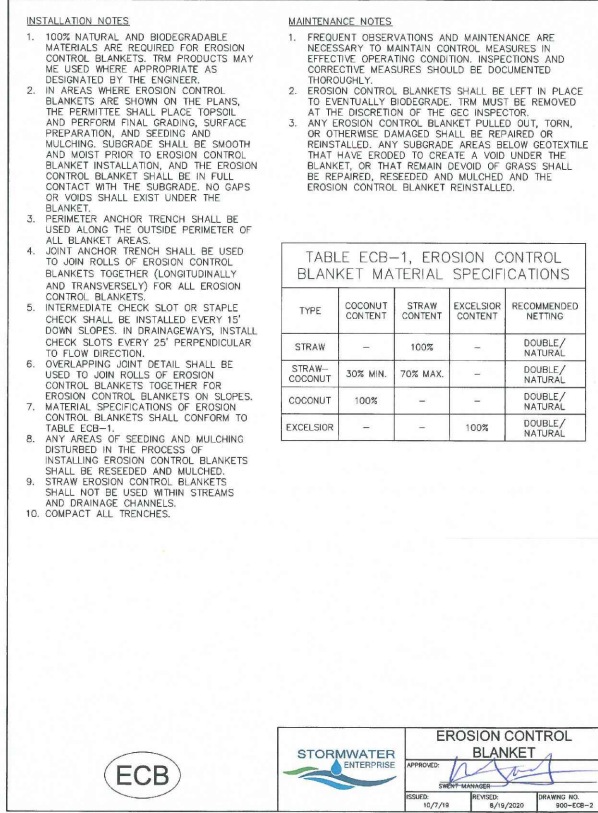 INSTALLATION NOTES
1. 100% NATURAL AND BIODEGRADABLE
MATERIALS ARE REQUIRED FOR EROSION
CONTROL BLANKETS. TRM PRODUCTS MAY
ME USED WHERE APPROPRIATE AS
DESIGNATED BY THE ENGINEER.
2. IN AREAS WHERE EROSION CONTROL
BLANKETS ARE SHOWN ON THE PLANS,
THE PERMITTEE SHALL PLACE TOPSOIL
AND PERFORM FINAL GRADING, SURFACE
PREPARATION, AND SEEDING AND
MULCHING. SUBGRADE SHALL BE SMOOTH
AND MOIST PRIOR TO EROSION CONTROL
BLANKET INSTALLATION, AND THE EROSION
CONTROL BLANKET SHALL BE IN FULL
CONTACT WITH THE SUBGRADE. NO GAPS
OR VOIDS SHALL EXIST UNDER THE
BLANKET.
3. PERIMETER ANCHOR TRENCH SHALL BE
USED ALONG THE OUTSIDE PERIMETER OF
ALL BLANKET AREAS.
4. JOINT ANCHOR TRENCH SHALL BE USED
TO JOIN ROLLS OF EROSION CONTROL
BLANKETS TOGETHER (LONGITUDINALLY
AND TRANSVERSELY) FOR ALL EROSION
CONTROL BLANKETS.
5. INTERMEDIATE CHECK SLOT OR STAPLE
CHECK SHALL BE INSTALLED EVERY 15'
DOWN SLOPES. IN DRAINAGEWAYS, INSTALL
CHECK SLOTS EVERY 25' PERPENDICULAR
TO FLOW DIRECTION.
6. OVERLAPPING JOINT DETAIL SHALL BE
USED TO JOIN ROLLS OF EROSION
CONTROL BLANKETS TOGETHER FOR
EROSION CONTROL BLANKETS ON SLOPES.
7. MATERIAL SPECIFICATIONS OF EROSION
CONTROL BLANKETS SHALL CONFORM TO
TABLE ECB-1.
8. ANY AREAS OF SEEDING AND MULCHING
DISTURBED IN THE PROCESS OF
INSTALLING EROSION CONTROL BLANKETS
SHALL BE RESEEDED AND MULCHED.
9. STRAW EROSION CONTROL BLANKETS
SHALL NOT BE USED WITHIN STREAMS
AND DRAINAGE CHANNELS.
10. COMPACT ALL TRENCHES.
MAINTENANCE NOTES
1. FREQUENT OBSERVATIONS AND MAINTENANCE ARE
NECESSARY TO MAINTAIN CONTROL MEASURES IN
EFFECTIVE OPERATING CONDITION. INSPECTIONS AND
CORRECTIVE MEASURES SHOULD BE DOCUMENTED
THOROUGHLY.
2. EROSION CONTROL BLANKETS SHALL BE LEFT IN PLACE
TO EVENTUALLY BIODEGRADE. TRM MUST BE REMOVED
AT THE DISCRETION OF THE GEC INSPECTOR.
3. ANY EROSION CONTROL BLANKET PULLED OUT, TORN,
OR OTHERWISE DAMAGED SHALL BE REPAIRED OR
REINSTALLED. ANY SUBGRADE AREAS BELOW GEOTEXTILE
THAT HAVE ERODED TO CREATE A VOID UNDER THE
BLANKET, OR THAT REMAIN DEVOID OF GRASS SHALL
BE REPAIRED, RESEEDED AND MULCHED AND THE
EROSION CONTROL BLANKET REINSTALLED.
TABLE ECB-1, EROSION CONTROL
BLANKET MATERIAL SPECIFICATIONS
TYPE COCONUT CONTENT STRAW CONTENT EXCELSIOR CONTENT RECOMMENDED NETTING
STRAW – 100% – DOUBLE/ NATURAL
STRAW- COCONUT 30% MIN. 70% MAX. – DOUBLE/ NATURAL
COCONUT 100% – – DOUBLE/ NATURAL
EXCELSIOR – – 100% DOUBLE/ NATURAL
ECB
STORMWATER
ENTERPRISE
EROSION CONTROL
BLANKET
APPROVED:
SWENT MANAGER
ISSUED: 10/7/19
REVISED: 8/19/2020
DRAWING NO. 900-ECB-2